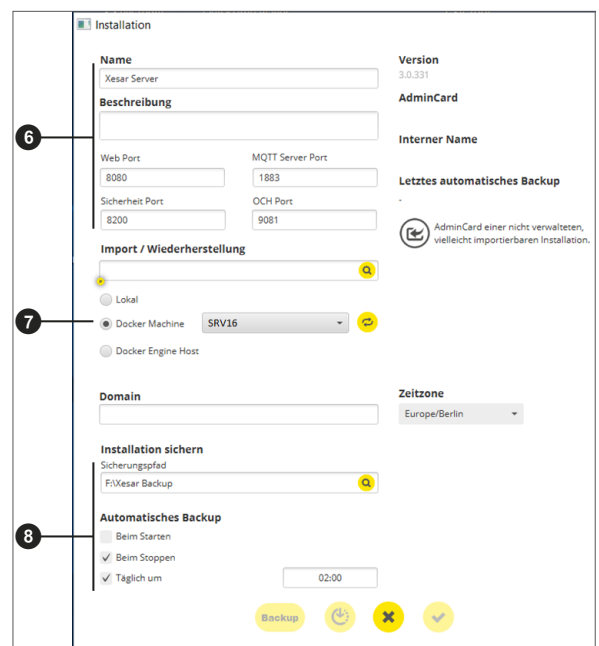 Installation
Name
Xesar Server
Beschreibung
6
Web Port
MQTT Server Port
8080
1883
Sicherheit Port
OCH Port
8200
9081
Version
3.0.331
AdminCard
Interner Name
Letztes automatisches Backup
-
AdminCard einer nicht verwalteten,
vielleicht importierbaren Installation.
Import / Wiederherstellung
Lokal
7
Docker Machine
SRV16
Docker Engine Host
Domain
Zeitzone
Europe/Berlin
Installation sichern
Sicherungspfad
F:\Xesar Backup
Automatisches Backup
8
Beim Starten
Beim Stoppen
Täglich um
02:00
Backup